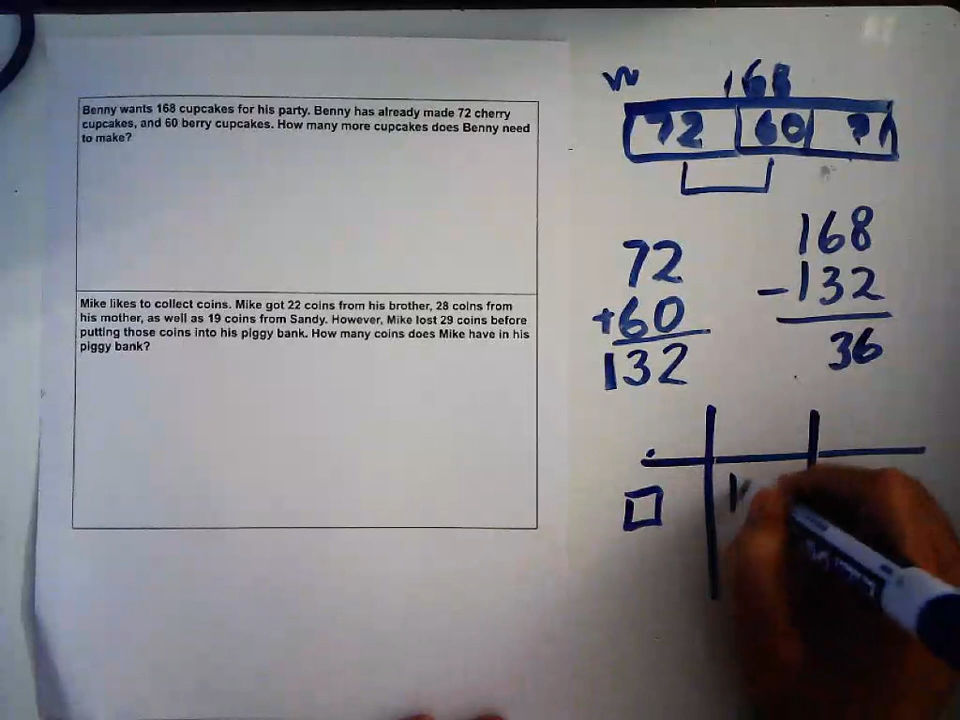 Benny wants 168 cupcakes for his party. Benny has already made 72 cherry
cupcakes, and 60 berry cupcakes. How many more cupcakes does Benny need
to make?
Mike likes to collect coins. Mike got 22 coins from his brother, 28 coins from
his mother, as well as 19 coins from Sandy. However, Mike lost 29 coins before
putting those coins into his piggy bank. How many coins does Mike have in his
piggy bank?
W
168
72 60
72
+60
132
168
-132
36